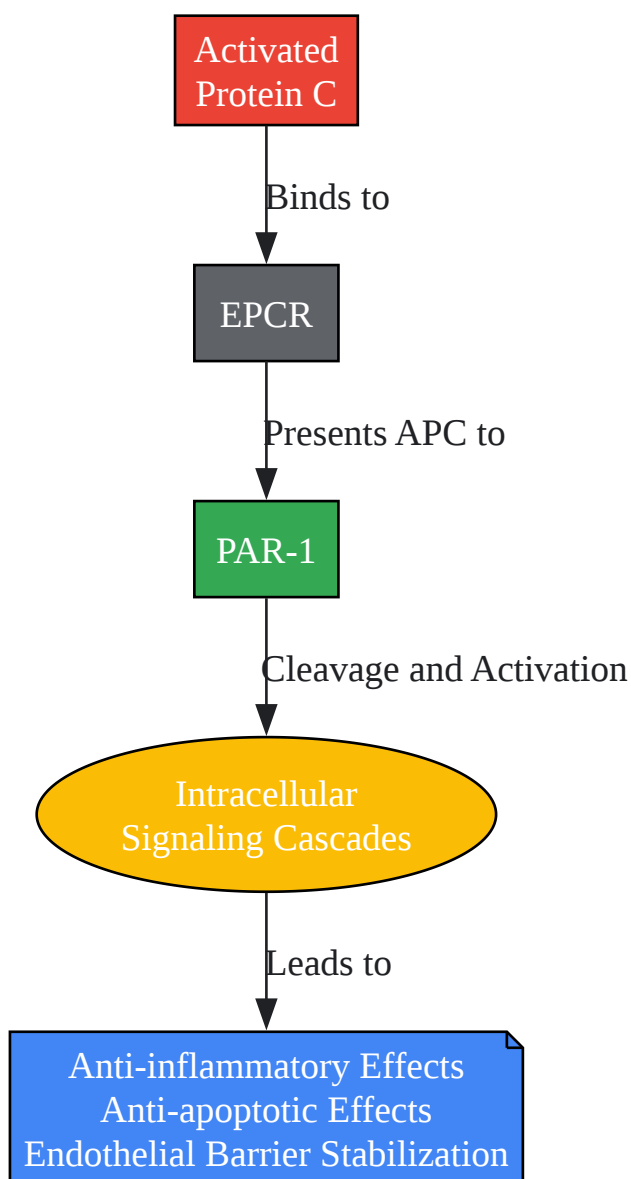 Activated
Protein C
Binds to
EPCR
Presents APC to
PAR-1
Cleavage and Activation
Intracellular
Signaling Cascades
Leads to
Anti-inflammatory Effects
Anti-apoptotic Effects
Endothelial Barrier Stabilization